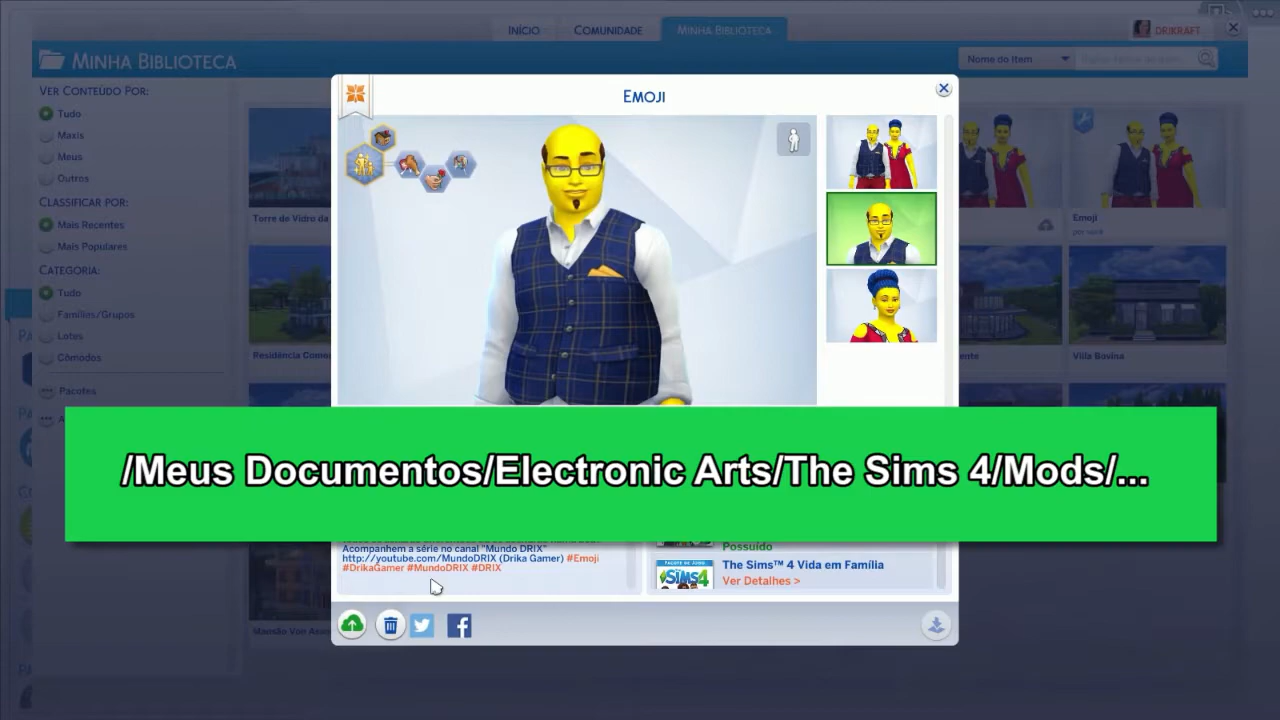 INÍCIO
COMUNIDADE
MINHA BIBLIOTECA
DRIKRAFT
MINHA BIBLIOTECA
Nome do Item
VER CONTEÚDO POR:
Tudo
Maxis
Meus
Outros
CLASSIFICAR POR:
Mais Recentes
Mais Populares
CATEGORIA:
Tudo
Famílias/Grupos
Lotes
Cômodos
Pacotes
Torre de Vidro da
Emoji
Villa Bovina
EMOJI
/Meus Documentos/Electronic Arts/The Sims 4/Mods/...
Acompanhem a série no canal "Mundo DRIX"
http://youtube.com/MundoDRIX (Drika Gamer) #Emoji
#DrikaGamer #MundoDRIX #DRIX
Possuído
The Sims™ 4 Vida em Família
Ver Detalhes >